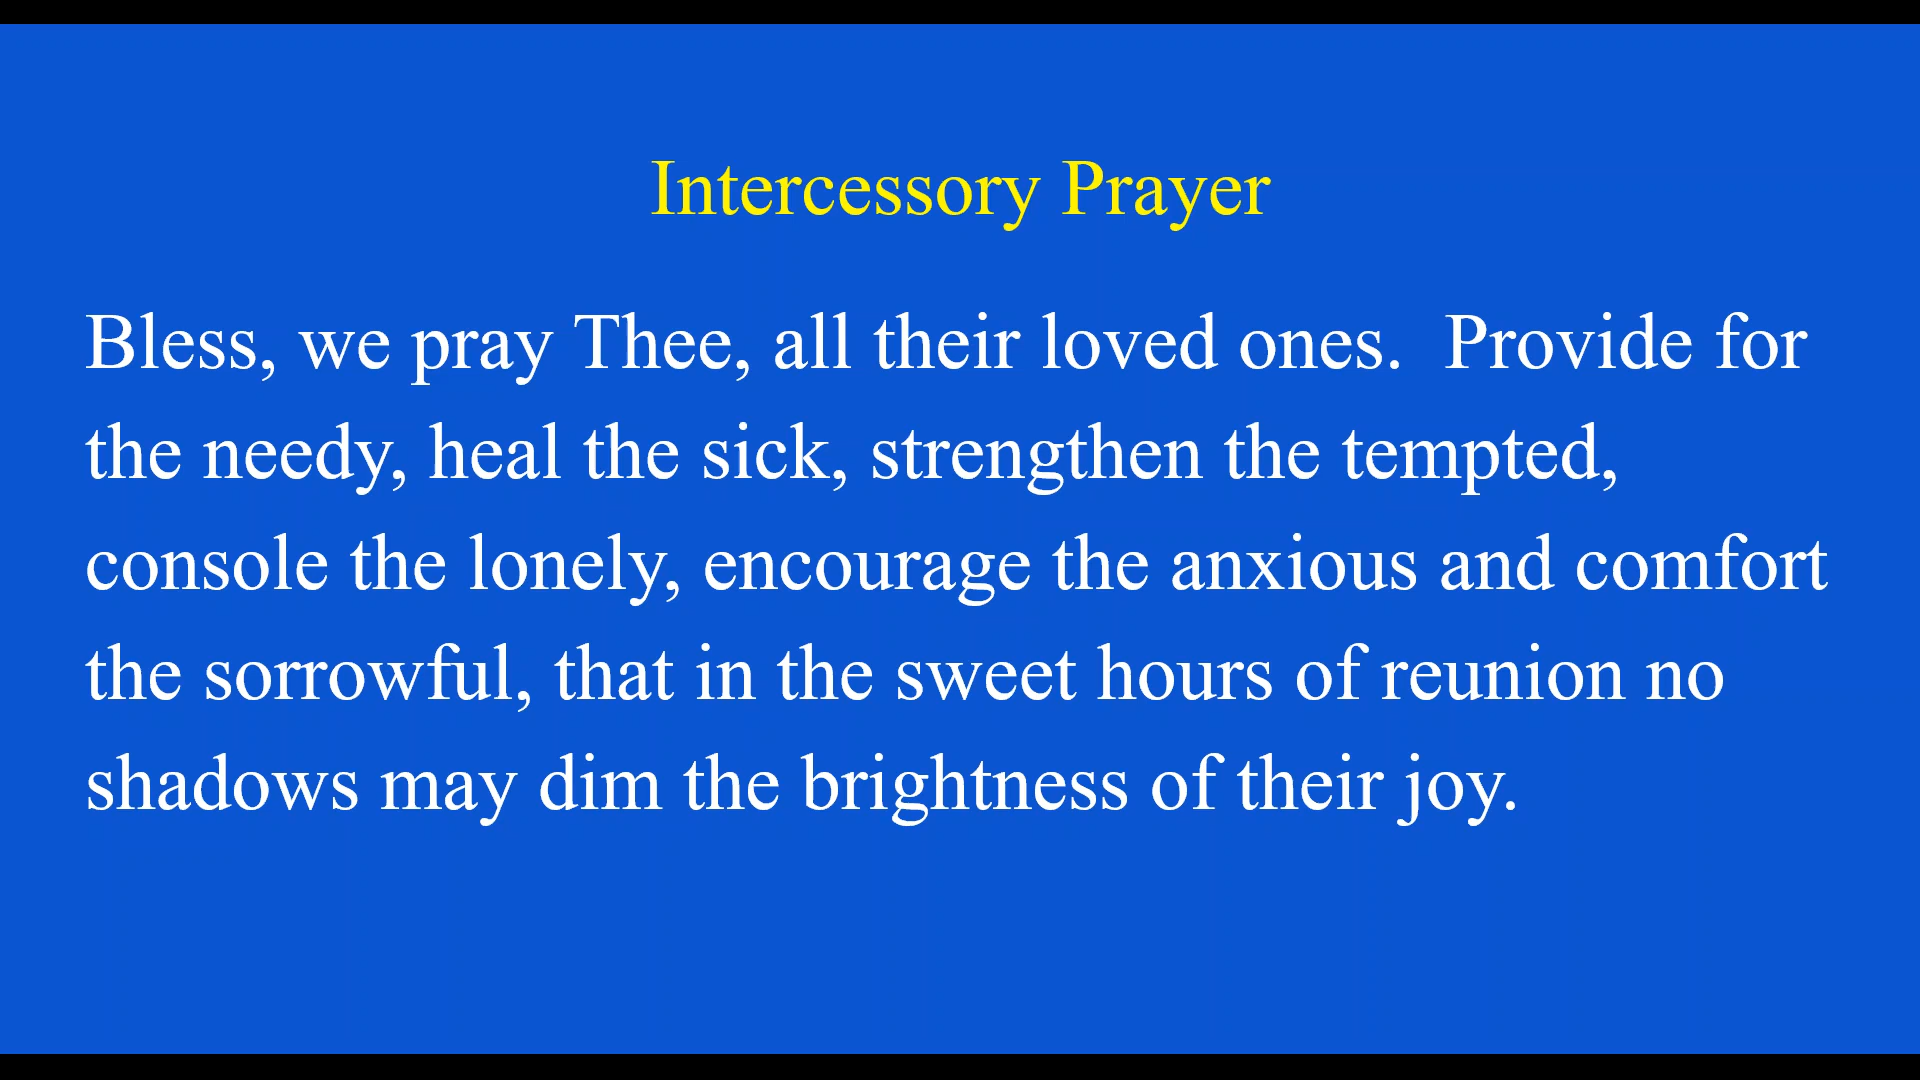 Intercessory Prayer
Bless, we pray Thee, all their loved ones.  Provide for
the needy, heal the sick, strengthen the tempted,
console the lonely, encourage the anxious and comfort
the sorrowful, that in the sweet hours of reunion no
shadows may dim the brightness of their joy.